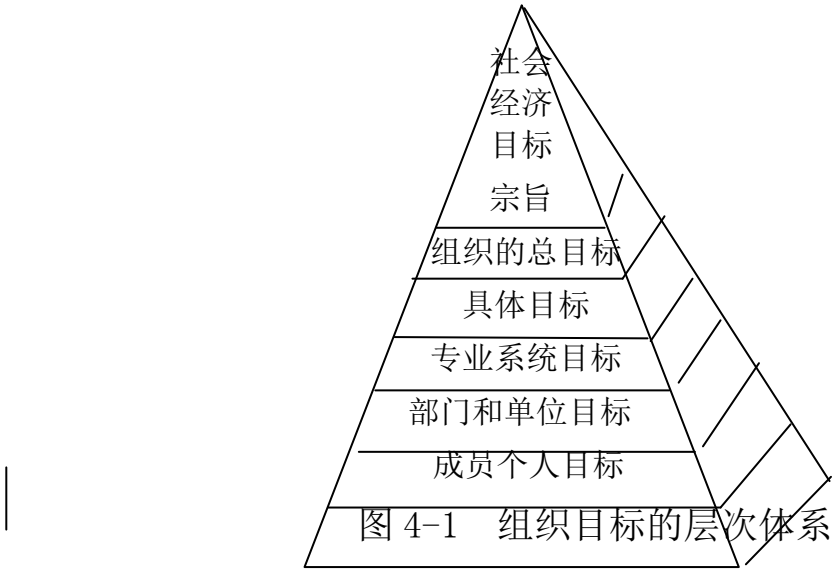 社会
经济
目标
宗旨
组织的总目标
具体目标
专业系统目标
部门和单位目标
成员个人目标
图 4-1 组织目标的层次体系